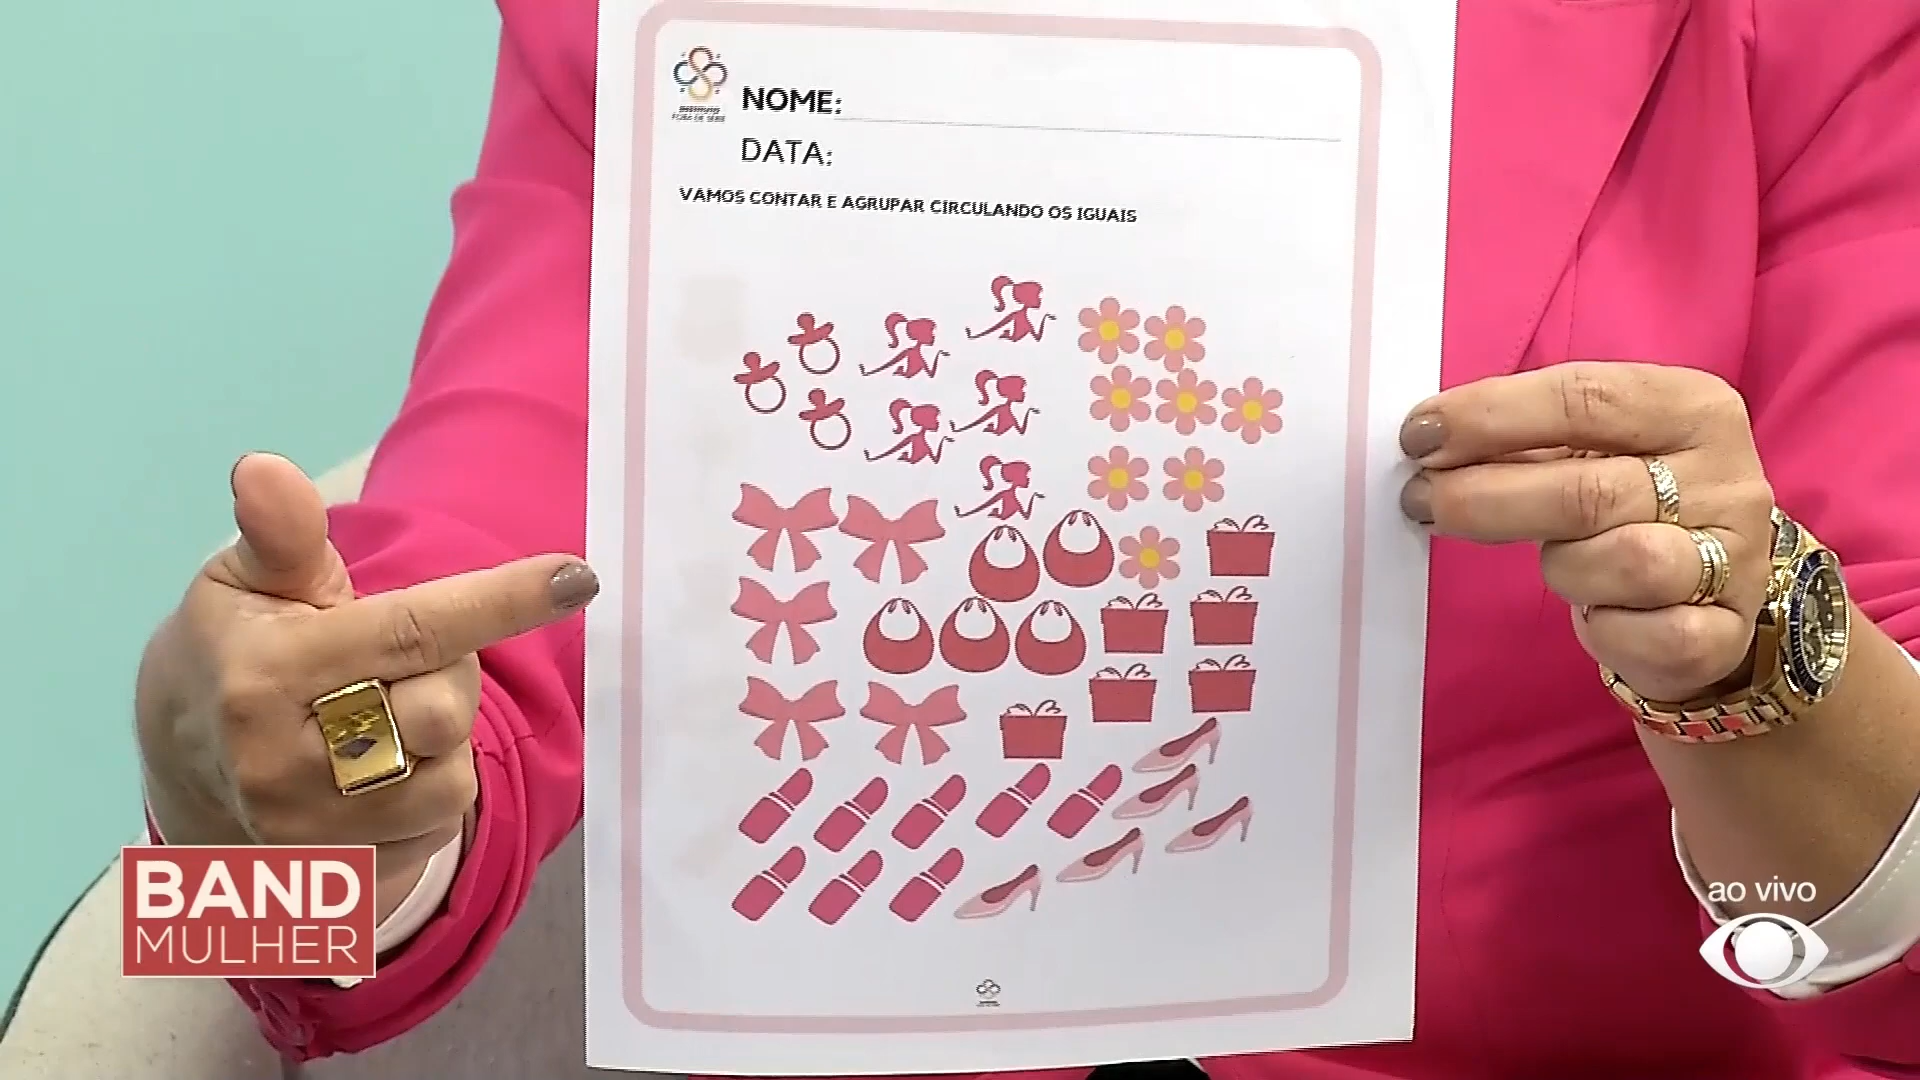 NOME:
DATA:
VAMOS CONTAR E AGRUPAR CIRCULANDO OS IGUAIS
BAND
MULHER
ao vivo